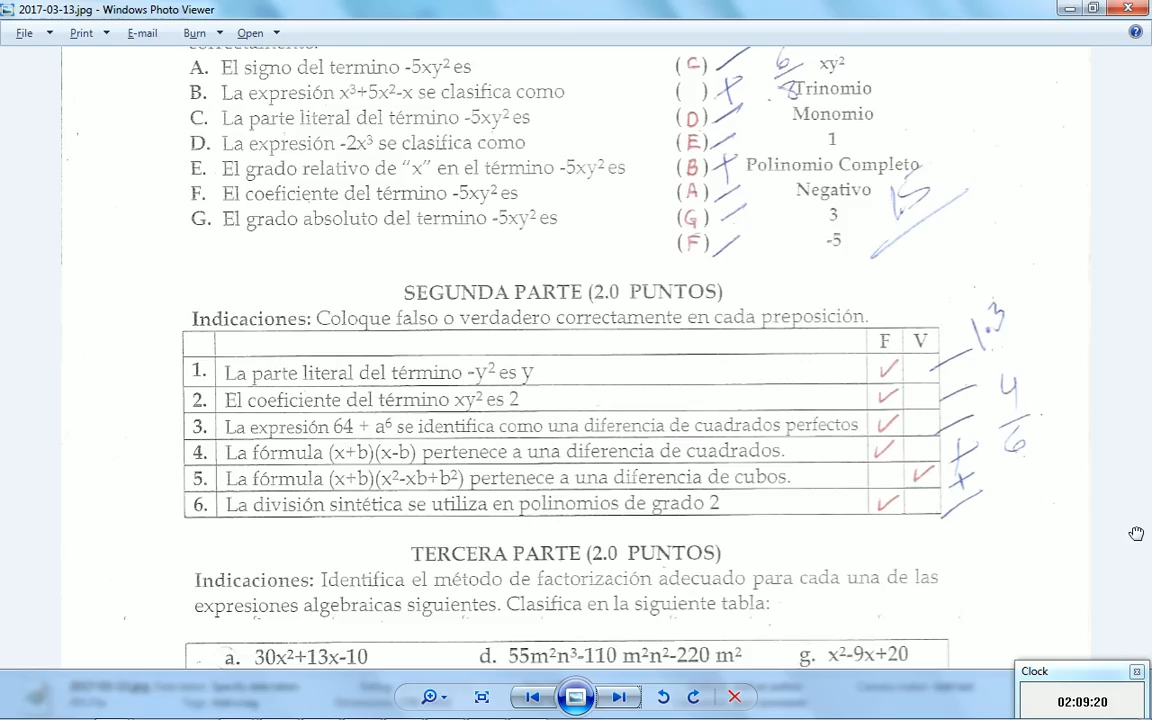 2017-03-13.jpg - Windows Photo Viewer
File Print E-mail Burn Open
correctamente.
A. El signo del termino -5xy² es (C) xy²
B. La expresión x³+5x²-x se clasifica como ( ) Trinomio
C. La parte literal del término -5xy² es (D) Monomio
D. La expresión -2x³ se clasifica como (E) 1
E. El grado relativo de “x” en el término -5xy² es (B) Polinomio Completo
F. El coeficiente del término -5xy² es (A) Negativo
G. El grado absoluto del termino -5xy² es (G) 3
(F) -5
6/8
1.5
SEGUNDA PARTE (2.0 PUNTOS)
Indicaciones: Coloque falso o verdadero correctamente en cada preposición.
F V
1. La parte literal del término -y² es y ✓
2. El coeficiente del término xy² es 2 ✓
3. La expresión 64 + a⁶ se identifica como una diferencia de cuadrados perfectos ✓
4. La fórmula (x+b)(x-b) pertenece a una diferencia de cuadrados. ✓
5. La fórmula (x+b)(x²-xb+b²) pertenece a una diferencia de cubos. ✓
6. La división sintética se utiliza en polinomios de grado 2 ✓
1.3
4/6
TERCERA PARTE (2.0 PUNTOS)
Indicaciones: Identifica el método de factorización adecuado para cada una de las
expresiones algebraicas siguientes. Clasifica en la siguiente tabla:
a. 30x²+13x-10 d. 55m²n³-110 m²n²-220 m² g. x²-9x+20
Clock
02:09:20